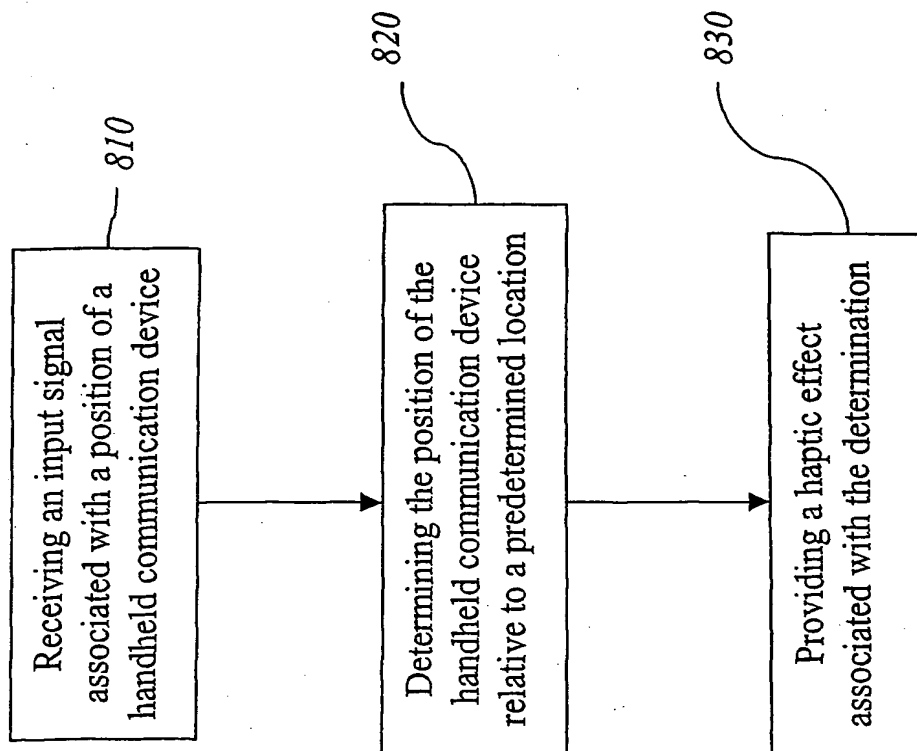 Receiving an input signal
associated with a position of a
handheld communication device
810
Determining the position of the
handheld communication device
relative to a predetermined location
820
Providing a haptic effect
associated with the determination
830